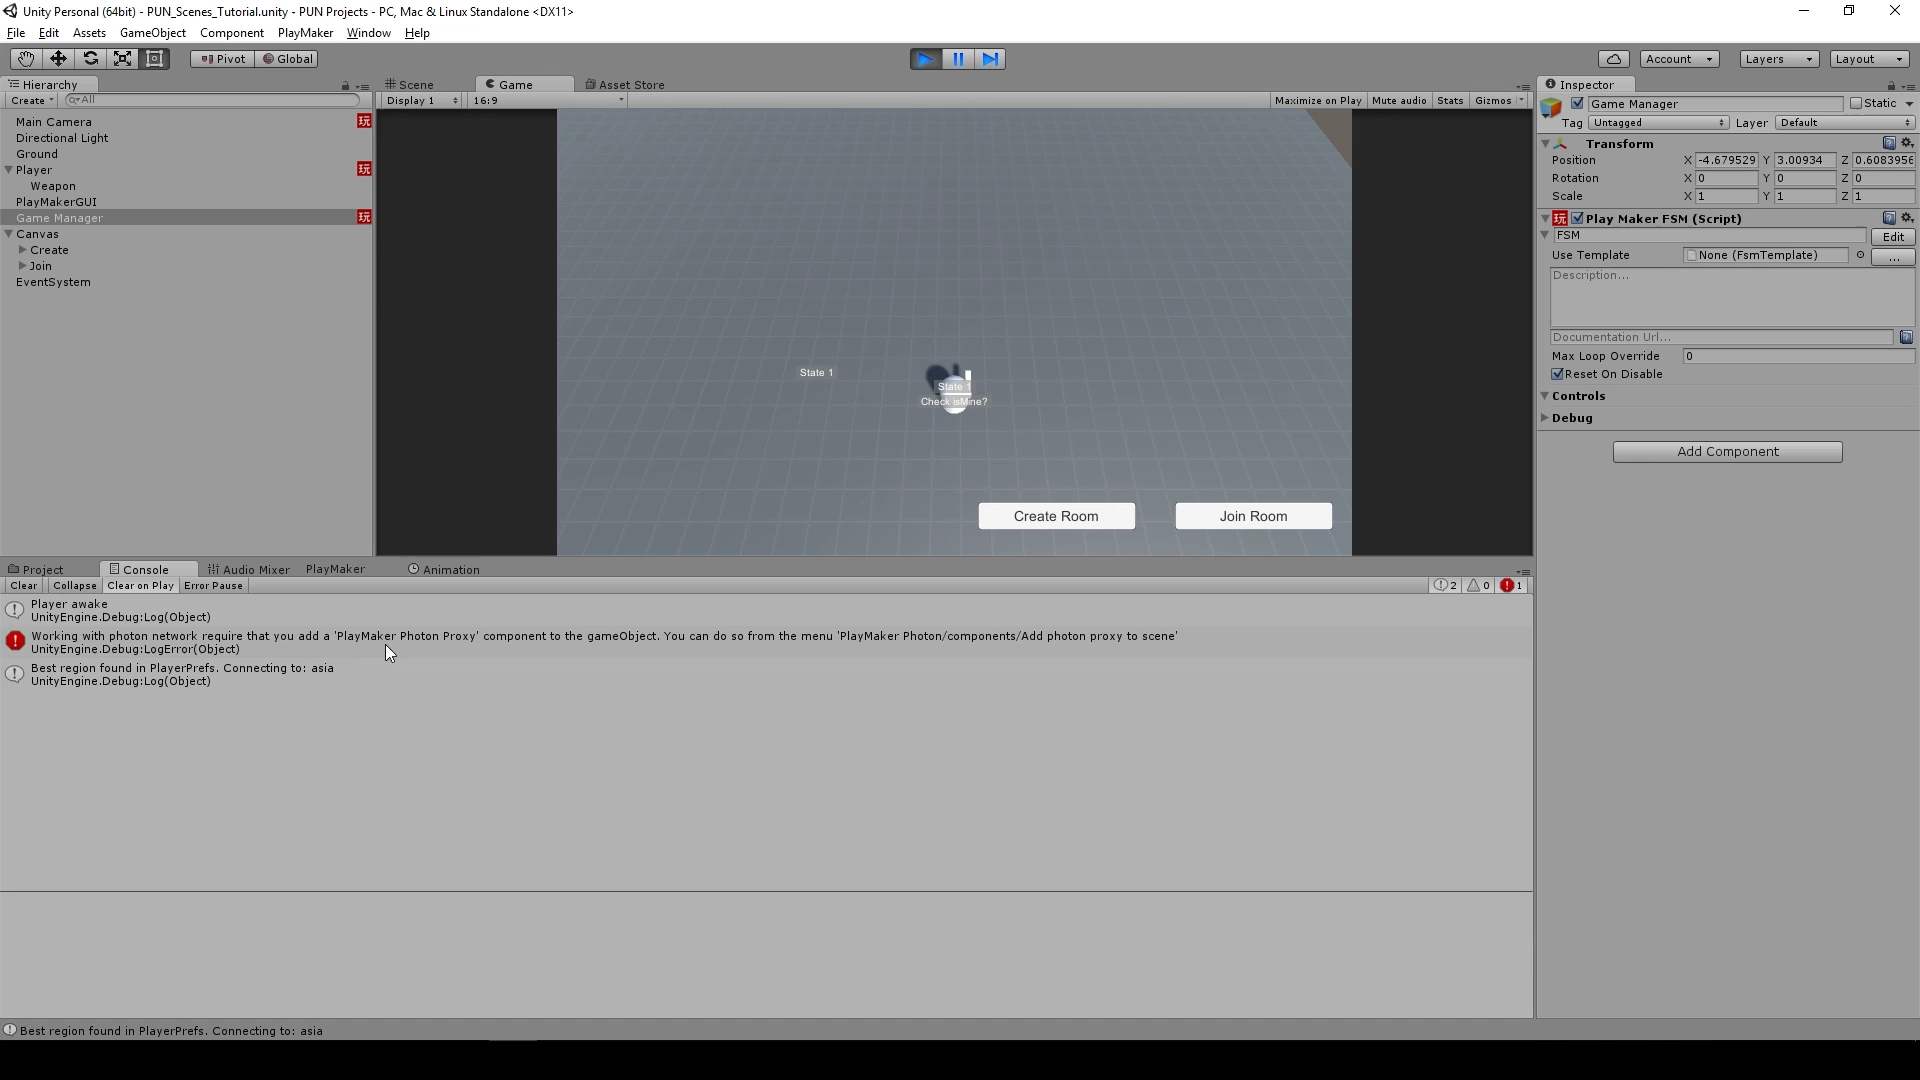 Unity Personal (64bit) - PUN_Scenes_Tutorial.unity - PUN Projects - PC, Mac & Linux Standalone <DX11>
File Edit Assets GameObject Component PlayMaker Window Help
Pivot Global Account Layers Layout
Hierarchy
Create All
Main Camera 玩
Directional Light
Ground
Player 玩
Weapon
PlayMakerGUI
Game Manager 玩
Canvas
Create
Join
EventSystem
Scene Game Asset Store
Display 1 16:9 Maximize on Play Mute audio Stats Gizmos
State 1
State 1
Check isMine?
Create Room Join Room
Inspector
Game Manager Static
Tag Untagged Layer Default
Transform
Position X -4.679529 Y 3.00934 Z 0.6083956
Rotation X 0 Y 0 Z 0
Scale X 1 Y 1 Z 1
玩 Play Maker FSM (Script)
FSM Edit
Use Template None (FsmTemplate) ...
Description...
Documentation Url...
Max Loop Override 0
Reset On Disable
Controls
Debug
Add Component
Project Console Audio Mixer PlayMaker Animation
Clear Collapse Clear on Play Error Pause 2 0 1
Player awake
UnityEngine.Debug:Log(Object)
Working with photon network require that you add a 'PlayMaker Photon Proxy' component to the gameObject. You can do so from the menu 'PlayMaker Photon/components/Add photon proxy to scene'
UnityEngine.Debug:LogError(Object)
Best region found in PlayerPrefs. Connecting to: asia
UnityEngine.Debug:Log(Object)
Best region found in PlayerPrefs. Connecting to: asia